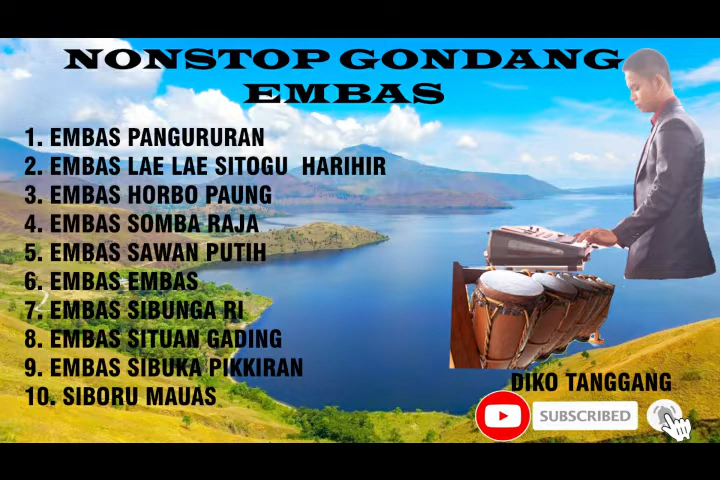 NONSTOP GONDANG
EMBAS
1. EMBAS PANGURURAN
2. EMBAS LAE LAE SITOGU HARIHIR
3. EMBAS HORBO PAUNG
4. EMBAS SOMBA RAJA
5. EMBAS SAWAN PUTIH
6. EMBAS EMBAS
7. EMBAS SIBUNGA RI
8. EMBAS SITUAN GADING
9. EMBAS SIBUKA PIKKIRAN
10. SIBORU MAUAS
DIKO TANGGANG
SUBSCRIBED